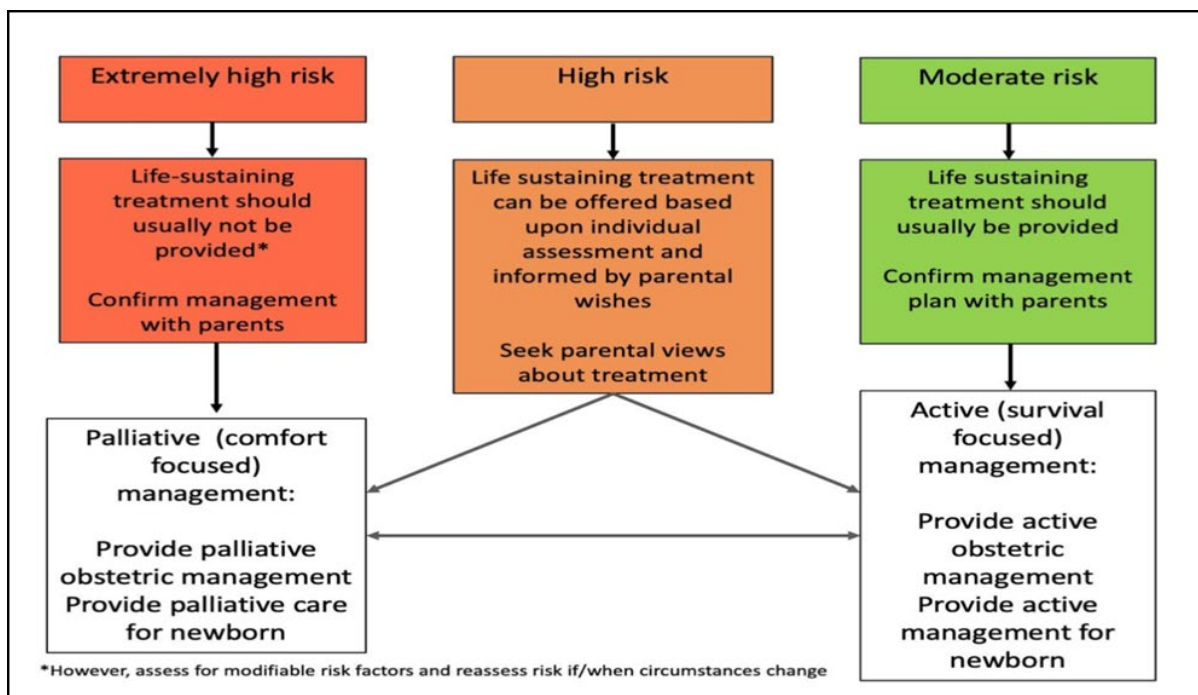 Extremely high risk
Life-sustaining
treatment should
usually not be
provided*
Confirm management
with parents
Palliative (comfort
focused)
management:
Provide palliative
obstetric management
Provide palliative care
for newborn
High risk
Life sustaining treatment
can be offered based
upon individual
assessment and
informed by parental
wishes
Seek parental views
about treatment
Moderate risk
Life sustaining
treatment should
usually be provided
Confirm management
plan with parents
Active (survival
focused)
management:
Provide active
obstetric
management
Provide active
management for
newborn
*However, assess for modifiable risk factors and reassess risk if/when circumstances change